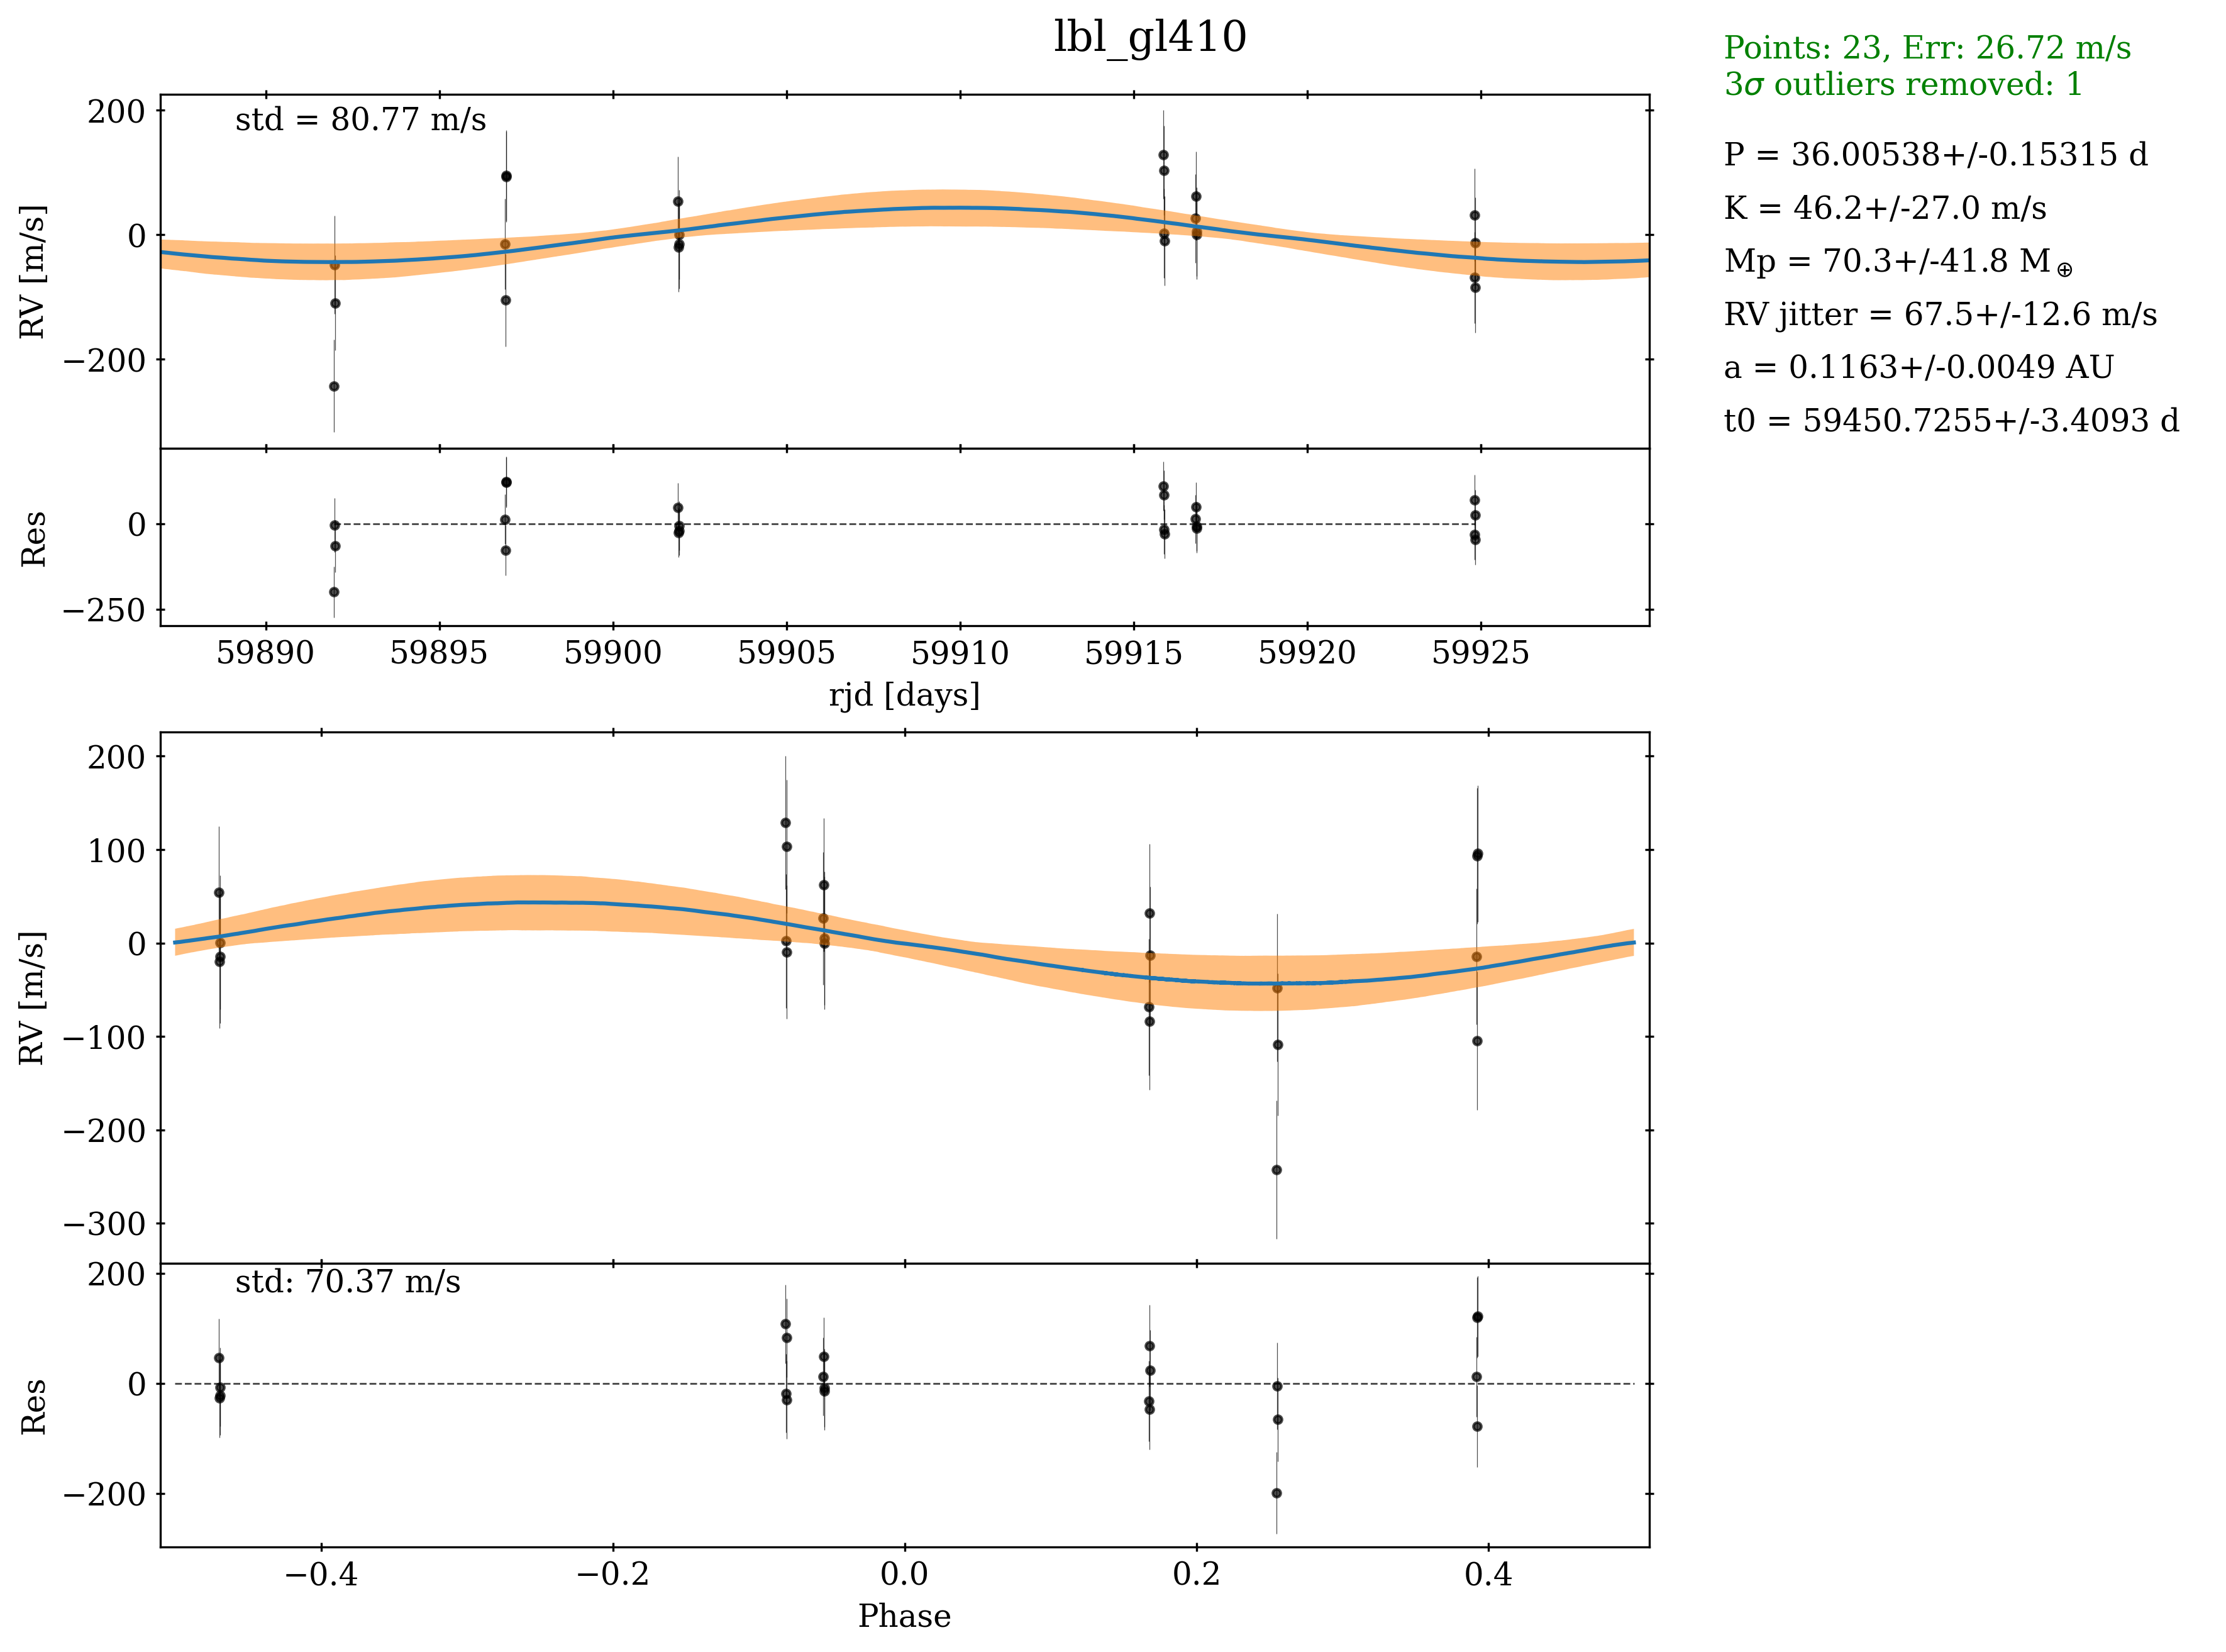 lbl_gl410
Points: 23, Err: 26.72 m/s
3σ outliers removed: 1
P = 36.00538+/-0.15315 d
K = 46.2+/-27.0 m/s
Mp = 70.3+/-41.8 M⊕
RV jitter = 67.5+/-12.6 m/s
a = 0.1163+/-0.0049 AU
t0 = 59450.7255+/-3.4093 d
std = 80.77 m/s
200
0
−200
RV [m/s]
0
−250
Res
59890 59895 59900 59905 59910 59915 59920 59925
rjd [days]
200
100
0
−100
−200
−300
RV [m/s]
std: 70.37 m/s
200
0
−200
Res
−0.4 −0.2 0.0 0.2 0.4
Phase